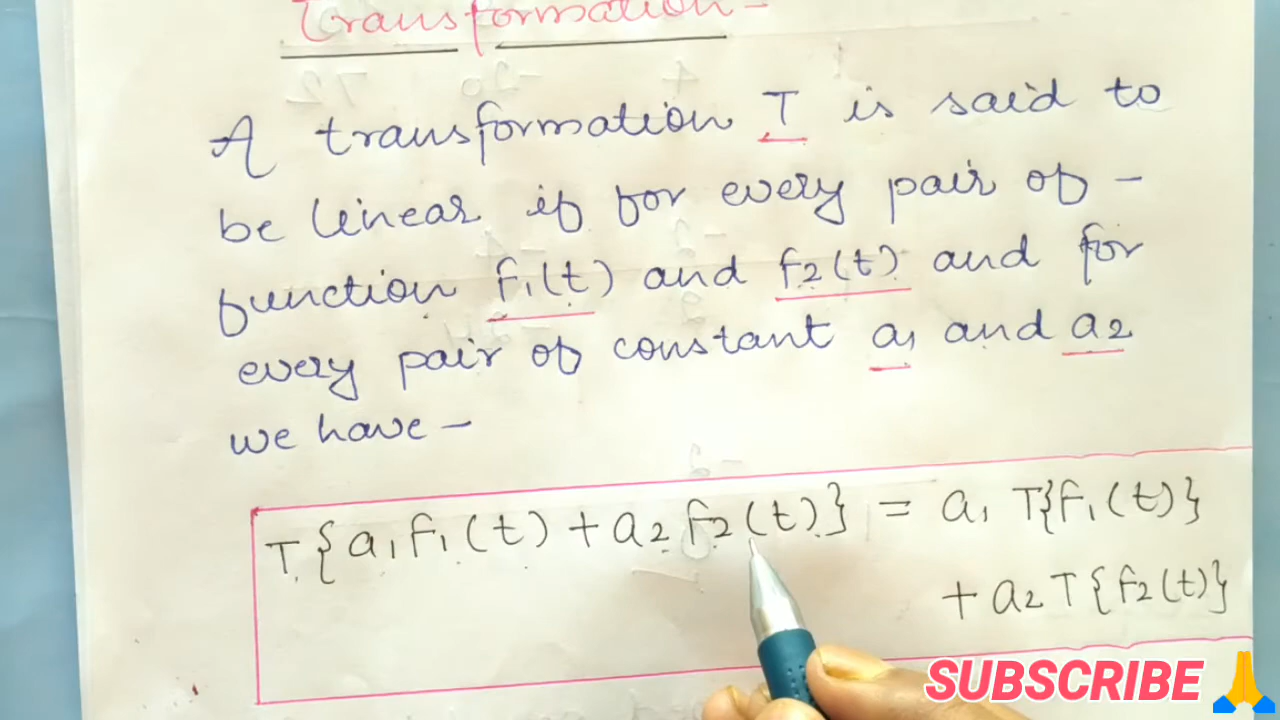 Transformation-
A transformation T is said to
be linear if for every pair of -
function f1(t) and f2(t) and for
every pair of constant a1 and a2
we have -
T{a1f1(t) + a2f2(t)} = a1 T{f1(t)}
+ a2T{f2(t)}
SUBSCRIBE 🙏